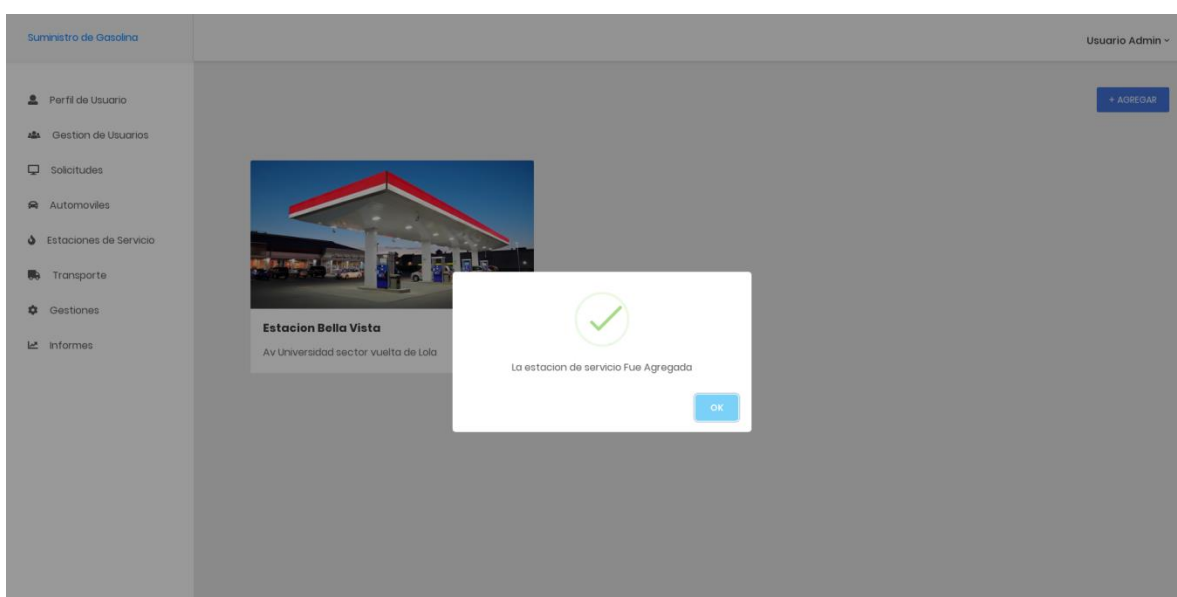 Suministro de Gasolina
Usuario Admin
Perfil de Usuario
+ AGREGAR
Gestion de Usuarios
Solicitudes
Automoviles
Estaciones de Servicio
Transporte
Gestiones
Informes
Estacion Bella Vista
Av Universidad sector vuelta de Lola
La estacion de servicio Fue Agregada
OK